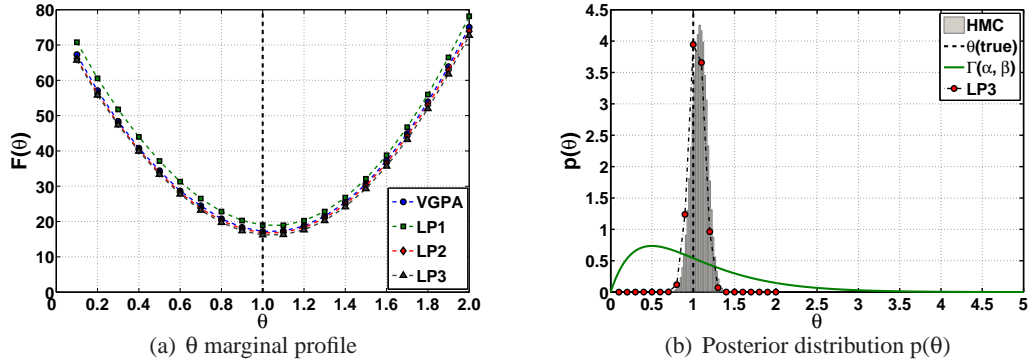 80
70
60
50
40
30
20
10
0
F(θ)
0.2 0.4 0.6 0.8 1.0 1.2 1.4 1.6 1.8 2.0
θ
VGPA
LP1
LP2
LP3
(a) θ marginal profile
4.5
4
3.5
3
2.5
2
1.5
1
0.5
0
p(θ)
0 0.5 1 1.5 2 2.5 3 3.5 4 4.5 5
θ
HMC
θ(true)
Γ(α, β)
LP3
(b) Posterior distribution p(θ)